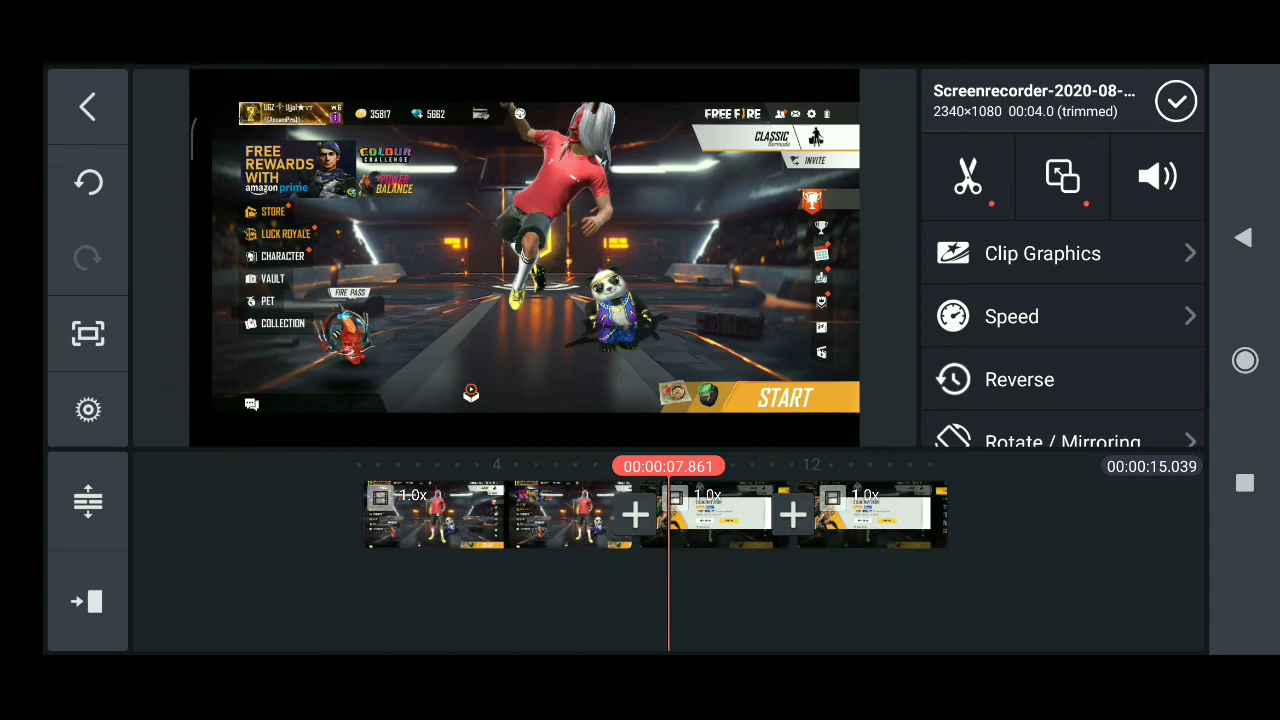 Screenrecorder-2020-08-...
2340×1080 00:04.0 (trimmed)
35817
5662
FREE FIRE
CLASSIC
Bermuda
INVITE
FREE
REWARDS
WITH
amazon prime
COLOUR
CHALLENGE
POWER
BALANCE
STORE
LUCK ROYALE
CHARACTER
VAULT
PET
COLLECTION
FIRE PASS
START
Clip Graphics
Speed
Reverse
Rotate / Mirroring
4
00:00:07.861
12
00:00:15.039
1.0x
1.0x
1.0x